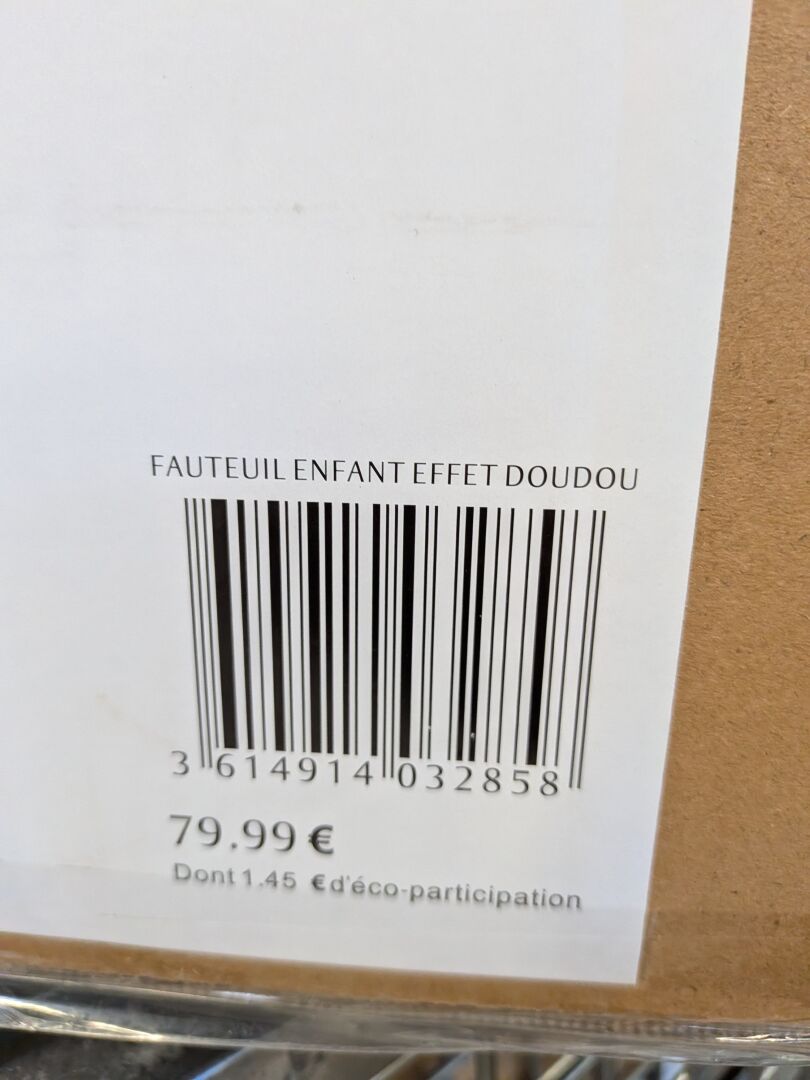 FAUTEUIL ENFANT EFFET DOUDOU
3 614914 032858
79.99 €
Dont 1.45 € d'éco-participation